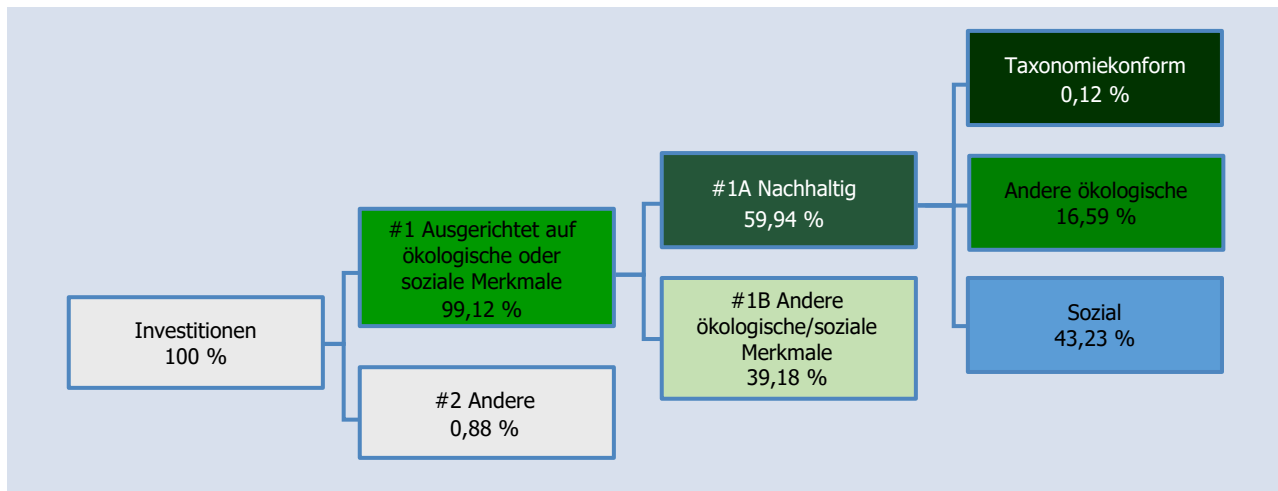 Investitionen
100 %
#1 Ausgerichtet auf
ökologische oder
soziale Merkmale
99,12 %
#2 Andere
0,88 %
#1A Nachhaltig
59,94 %
#1B Andere
ökologische/soziale
Merkmale
39,18 %
Taxonomiekonform
0,12 %
Andere ökologische
16,59 %
Sozial
43,23 %